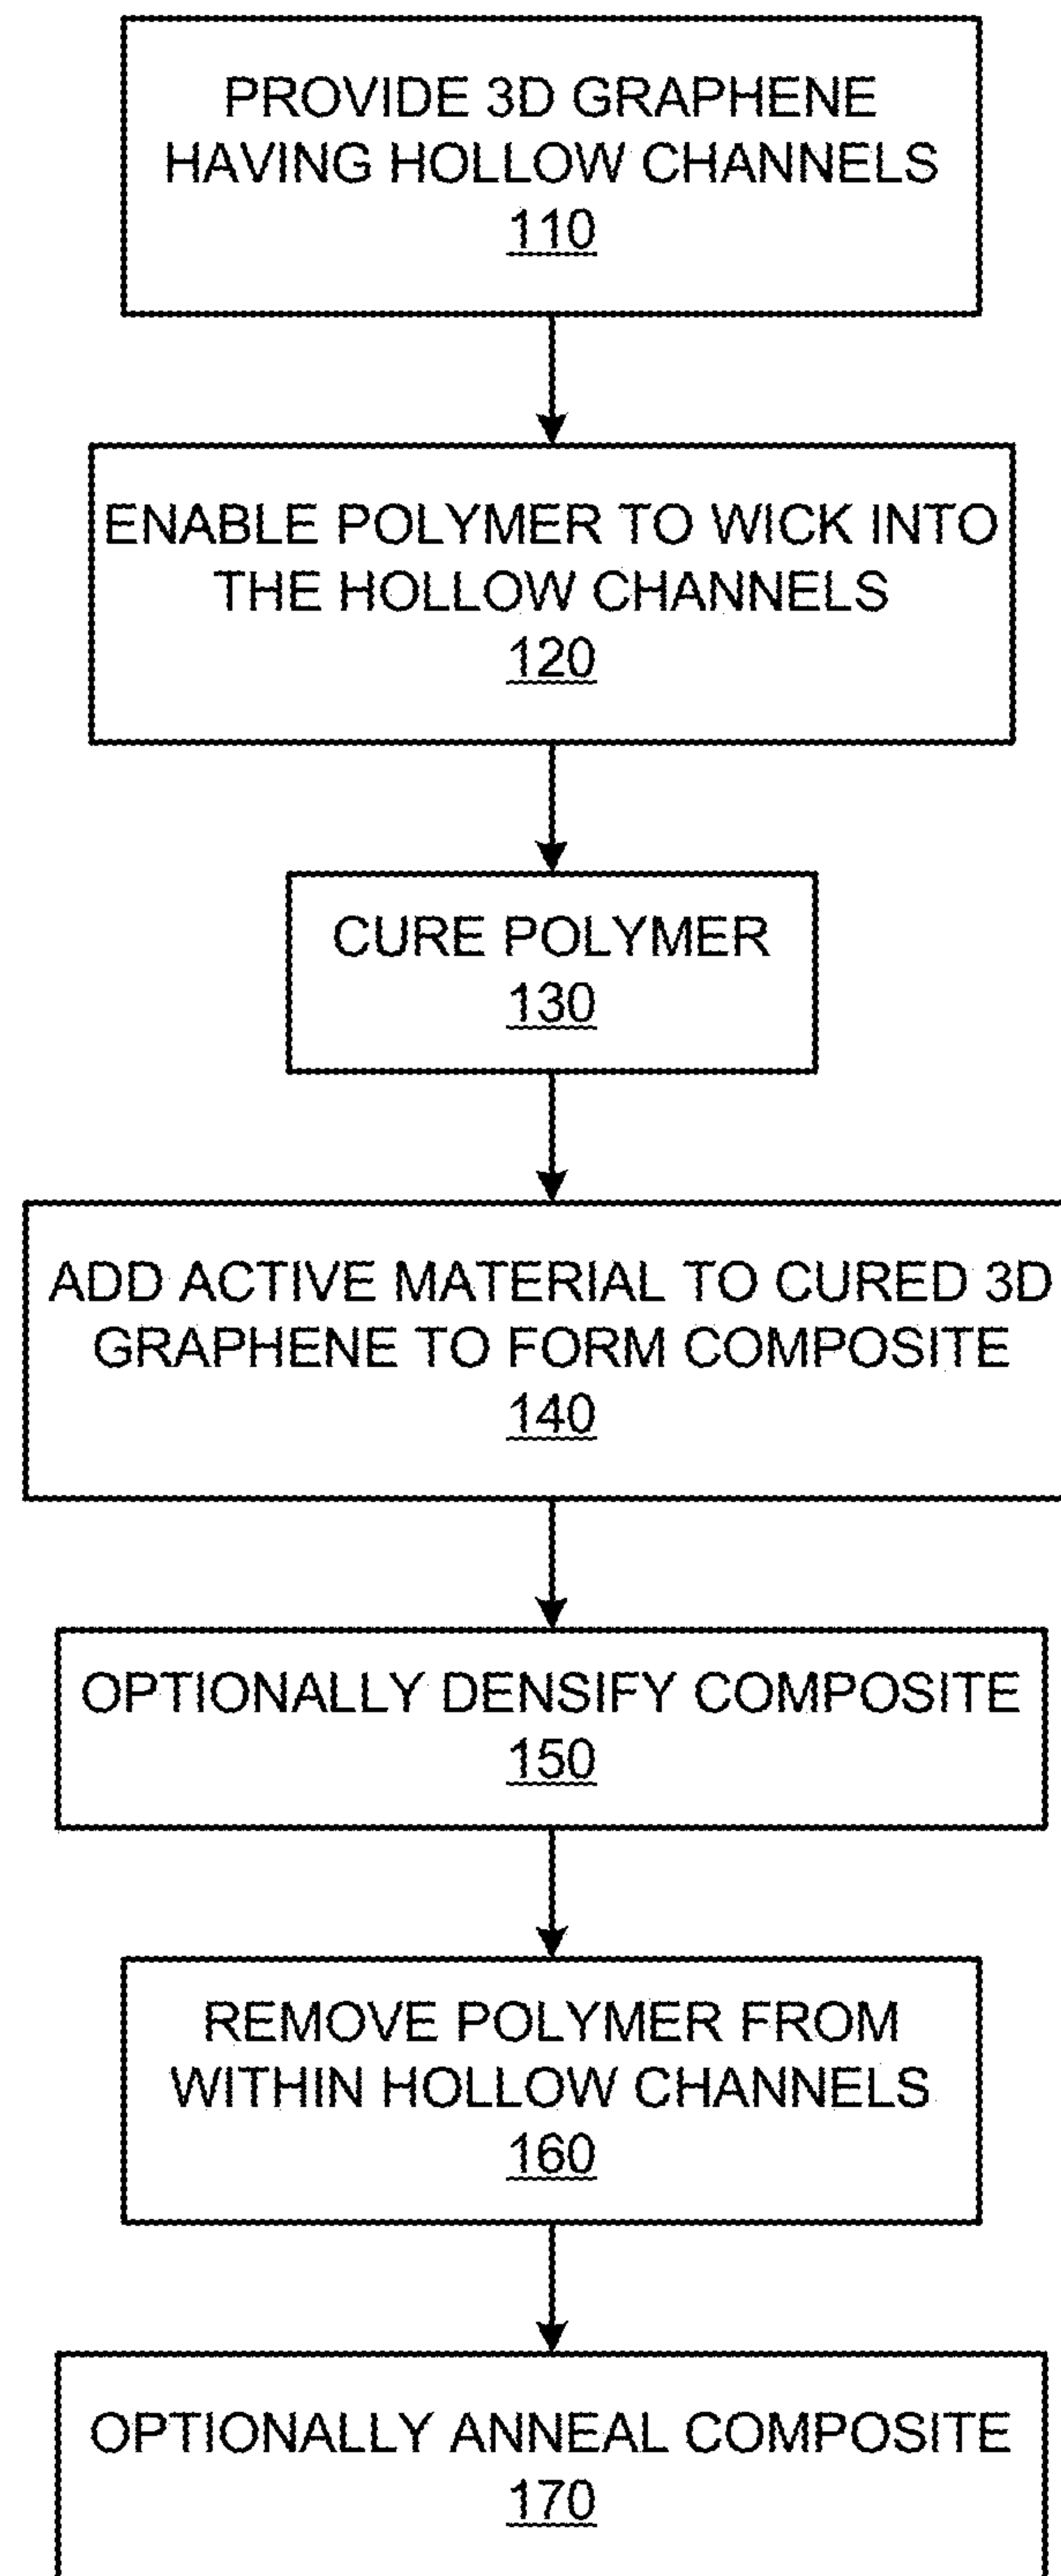 PROVIDE 3D GRAPHENE
HAVING HOLLOW CHANNELS
110
ENABLE POLYMER TO WICK INTO
THE HOLLOW CHANNELS
120
CURE POLYMER
130
ADD ACTIVE MATERIAL TO CURED 3D
GRAPHENE TO FORM COMPOSITE
140
OPTIONALLY DENSIFY COMPOSITE
150
REMOVE POLYMER FROM
WITHIN HOLLOW CHANNELS
160
OPTIONALLY ANNEAL COMPOSITE
170